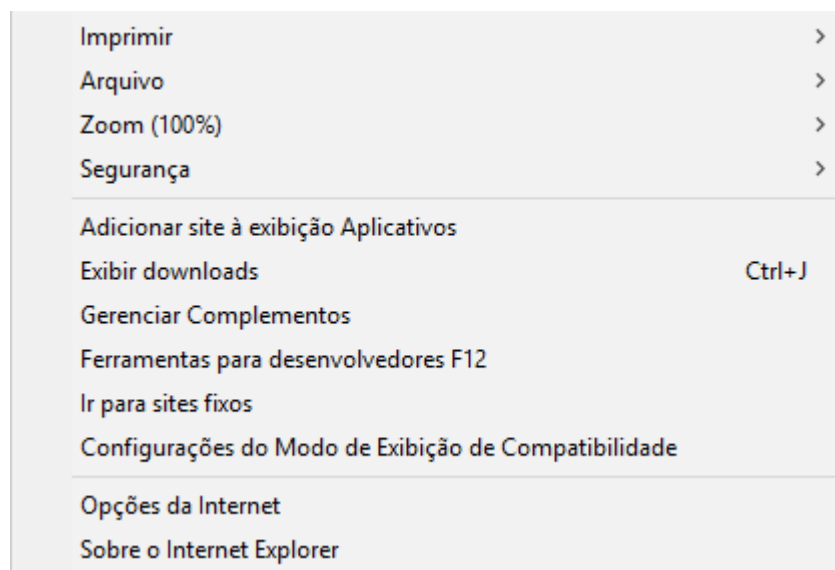 Imprimir
Arquivo
Zoom (100%)
Segurança
Adicionar site à exibição Aplicativos
Exibir downloads Ctrl+J
Gerenciar Complementos
Ferramentas para desenvolvedores F12
Ir para sites fixos
Configurações do Modo de Exibição de Compatibilidade
Opções da Internet
Sobre o Internet Explorer